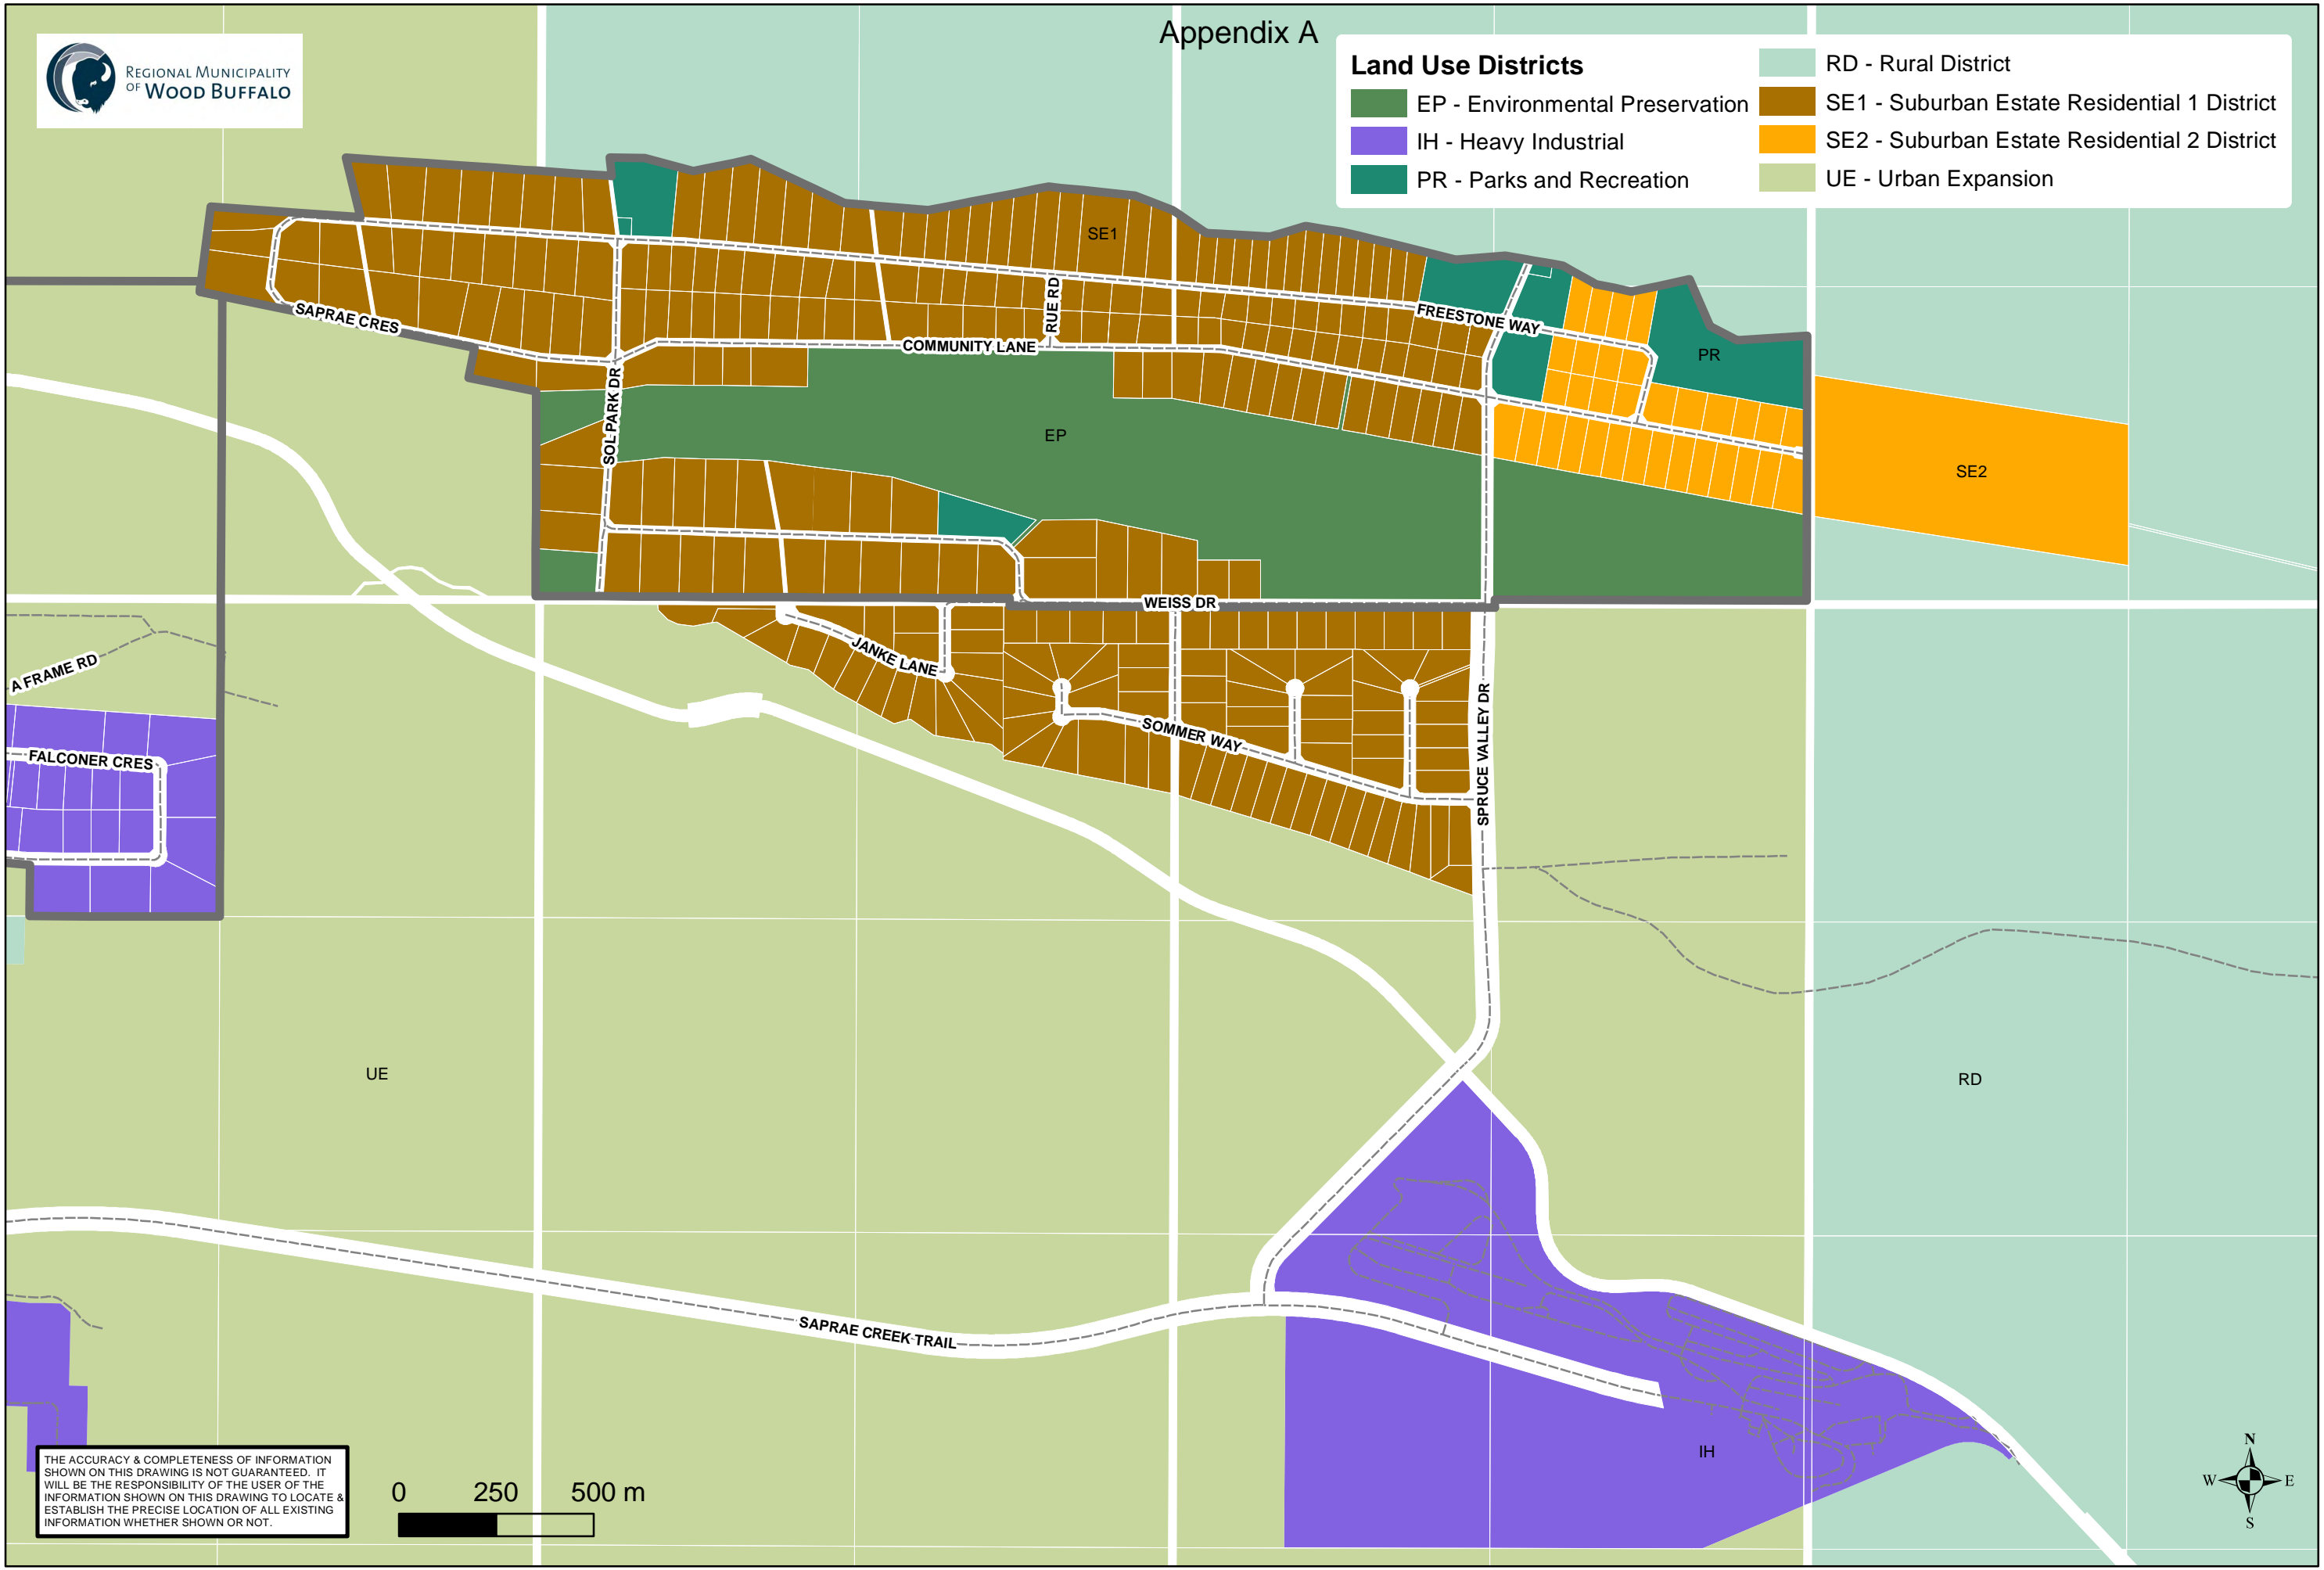 Appendix A
REGIONAL MUNICIPALITY
OF WOOD BUFFALO
Land Use Districts
EP - Environmental Preservation
IH - Heavy Industrial
PR - Parks and Recreation
RD - Rural District
SE1 - Suburban Estate Residential 1 District
SE2 - Suburban Estate Residential 2 District
UE - Urban Expansion
SE1
SAPRAE CRES
RUE RD
FREESTONE WAY
COMMUNITY LANE
PR
SOL PARK DR
EP
SE2
WEISS DR
JANKE LANE
A FRAME RD
SOMMER WAY
SPRUCE VALLEY DR
FALCONER CRES
UE
RD
SAPRAE CREEK TRAIL
IH
THE ACCURACY & COMPLETENESS OF INFORMATION
SHOWN ON THIS DRAWING IS NOT GUARANTEED. IT
WILL BE THE RESPONSIBILITY OF THE USER OF THE
INFORMATION SHOWN ON THIS DRAWING TO LOCATE &
ESTABLISH THE PRECISE LOCATION OF ALL EXISTING
INFORMATION WHETHER SHOWN OR NOT.
0 250 500 m
N
W E
S